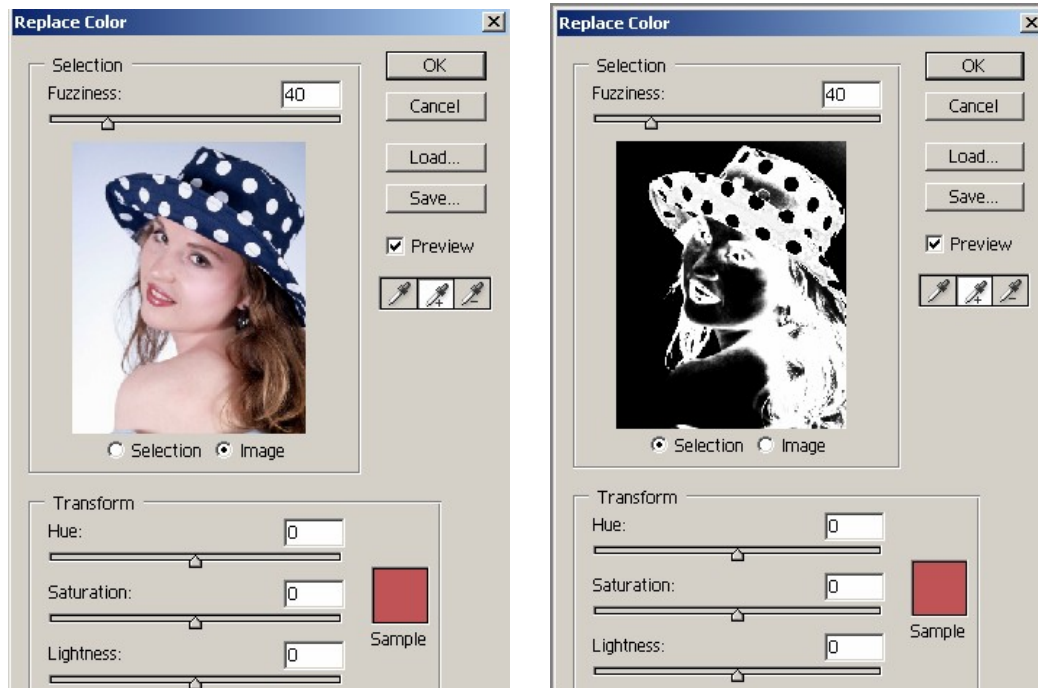 Replace Color
Selection
Fuzziness: 40
OK
Cancel
Load...
Save...
Preview
Selection Image
Transform
Hue: 0
Saturation: 0
Lightness: 0
Sample
Replace Color
Selection
Fuzziness: 40
OK
Cancel
Load...
Save...
Preview
Selection Image
Transform
Hue: 0
Saturation: 0
Lightness: 0
Sample